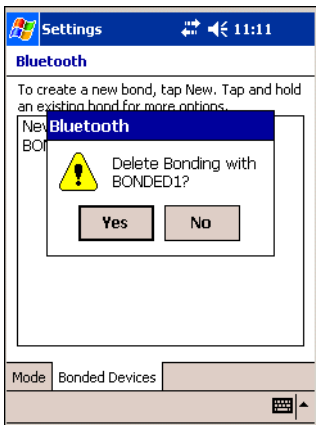 Settings 11:11
Bluetooth
To create a new bond, tap New. Tap and hold
an existing bond for more options.
Bluetooth
Delete Bonding with
BONDED1?
Yes No
Mode Bonded Devices